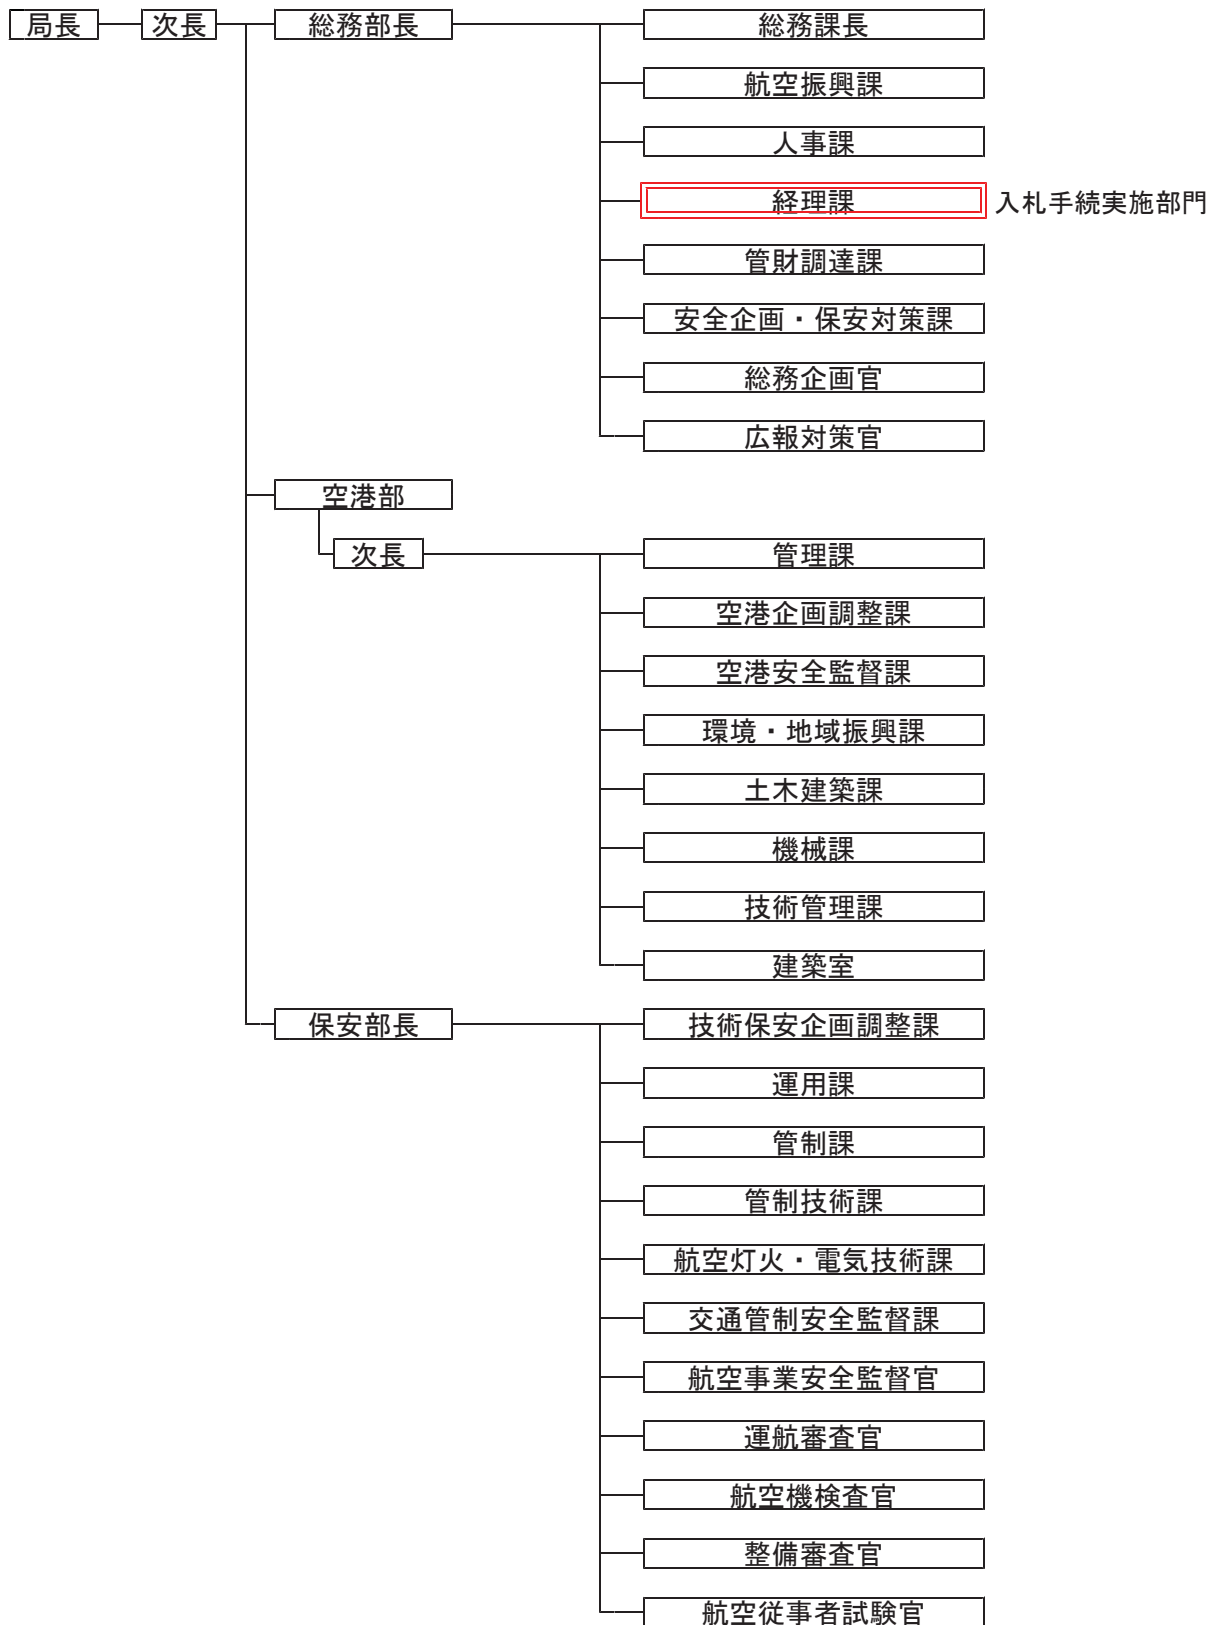 局長 次長 総務部長 総務課長
航空振興課
人事課
経理課 入札手続実施部門
管財調達課
安全企画・保安対策課
総務企画官
広報対策官
空港部
次長 管理課
空港企画調整課
空港安全監督課
環境・地域振興課
土木建築課
機械課
技術管理課
建築室
保安部長 技術保安企画調整課
運用課
管制課
管制技術課
航空灯火・電気技術課
交通管制安全監督課
航空事業安全監督官
運航審査官
航空機検査官
整備審査官
航空従事者試験官